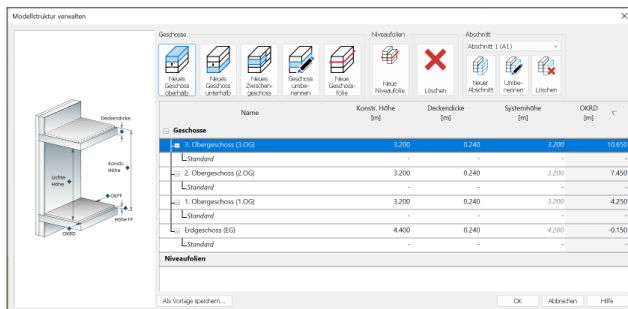 Modellstruktur verwalten
Geschosse
Niveaufolien
Abschnitt
Abschnitt 1 (A1)
Neues Geschoss oberhalb
Neues Geschoss unterhalb
Neues Zwischen-geschoss
Geschoss umbe-nennen
Neue Geschoss-folie
Neue Niveaufolie
Löschen
Neuer Abschnitt
Umbe-nennen
Löschen
Deckendicke
Konstr. Höhe
Lichte Höhe
OKFF
Höhe FF
OKRD
Name Konstr. Höhe [m] Deckendicke [m] Systemhöhe [m] OKRD [m]
Geschosse
3. Obergeschoss (3.OG) 3.200 0.240 3.200 10.650
Standard - - - -
2. Obergeschoss (2.OG) 3.200 0.240 3.200 7.450
Standard - - - -
1. Obergeschoss (1.OG) 3.200 0.240 3.200 4.250
Standard - - - -
Erdgeschoss (EG) 4.400 0.240 4.200 -0.150
Standard - - - -
Niveaufolien
Als Vorlage speichern...
OK
Abbrechen
Hilfe